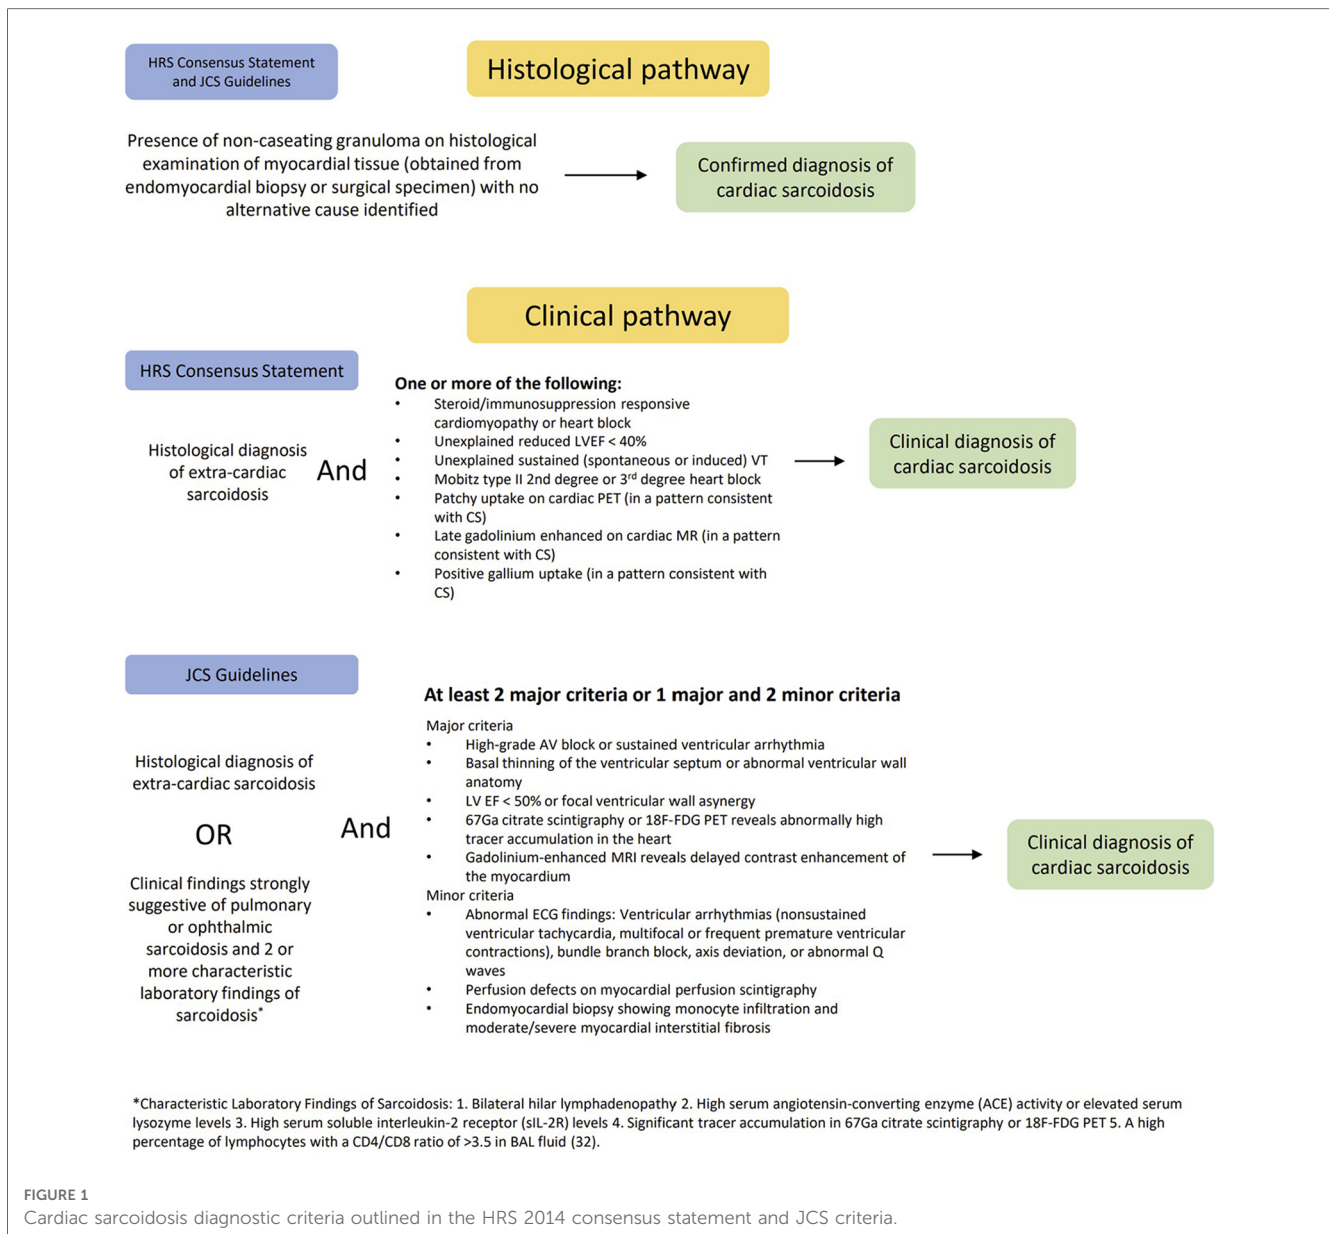 HRS Consensus Statement
and JCS Guidelines
Histological pathway
Presence of non-caseating granuloma on histological
examination of myocardial tissue (obtained from
endomyocardial biopsy or surgical specimen) with no
alternative cause identified
Confirmed diagnosis of
cardiac sarcoidosis
Clinical pathway
HRS Consensus Statement
Histological diagnosis
of extra-cardiac
sarcoidosis
And
One or more of the following:
• Steroid/immunosuppression responsive
cardiomyopathy or heart block
• Unexplained reduced LVEF < 40%
• Unexplained sustained (spontaneous or induced) VT
• Mobitz type II 2nd degree or 3rd degree heart block
• Patchy uptake on cardiac PET (in a pattern consistent
with CS)
• Late gadolinium enhanced on cardiac MR (in a pattern
consistent with CS)
• Positive gallium uptake (in a pattern consistent with
CS)
Clinical diagnosis of
cardiac sarcoidosis
JCS Guidelines
Histological diagnosis of
extra-cardiac sarcoidosis
OR
Clinical findings strongly
suggestive of pulmonary
or ophthalmic
sarcoidosis and 2 or
more characteristic
laboratory findings of
sarcoidosis*
And
At least 2 major criteria or 1 major and 2 minor criteria
Major criteria
• High-grade AV block or sustained ventricular arrhythmia
• Basal thinning of the ventricular septum or abnormal ventricular wall
anatomy
• LV EF < 50% or focal ventricular wall asynergy
• 67Ga citrate scintigraphy or 18F-FDG PET reveals abnormally high
tracer accumulation in the heart
• Gadolinium-enhanced MRI reveals delayed contrast enhancement of
the myocardium
Minor criteria
• Abnormal ECG findings: Ventricular arrhythmias (nonsustained
ventricular tachycardia, multifocal or frequent premature ventricular
contractions), bundle branch block, axis deviation, or abnormal Q
waves
• Perfusion defects on myocardial perfusion scintigraphy
• Endomyocardial biopsy showing monocyte infiltration and
moderate/severe myocardial interstitial fibrosis
Clinical diagnosis of
cardiac sarcoidosis
*Characteristic Laboratory Findings of Sarcoidosis: 1. Bilateral hilar lymphadenopathy 2. High serum angiotensin-converting enzyme (ACE) activity or elevated serum
lysozyme levels 3. High serum soluble interleukin-2 receptor (sIL-2R) levels 4. Significant tracer accumulation in 67Ga citrate scintigraphy or 18F-FDG PET 5. A high
percentage of lymphocytes with a CD4/CD8 ratio of >3.5 in BAL fluid (32).
FIGURE 1
Cardiac sarcoidosis diagnostic criteria outlined in the HRS 2014 consensus statement and JCS criteria.